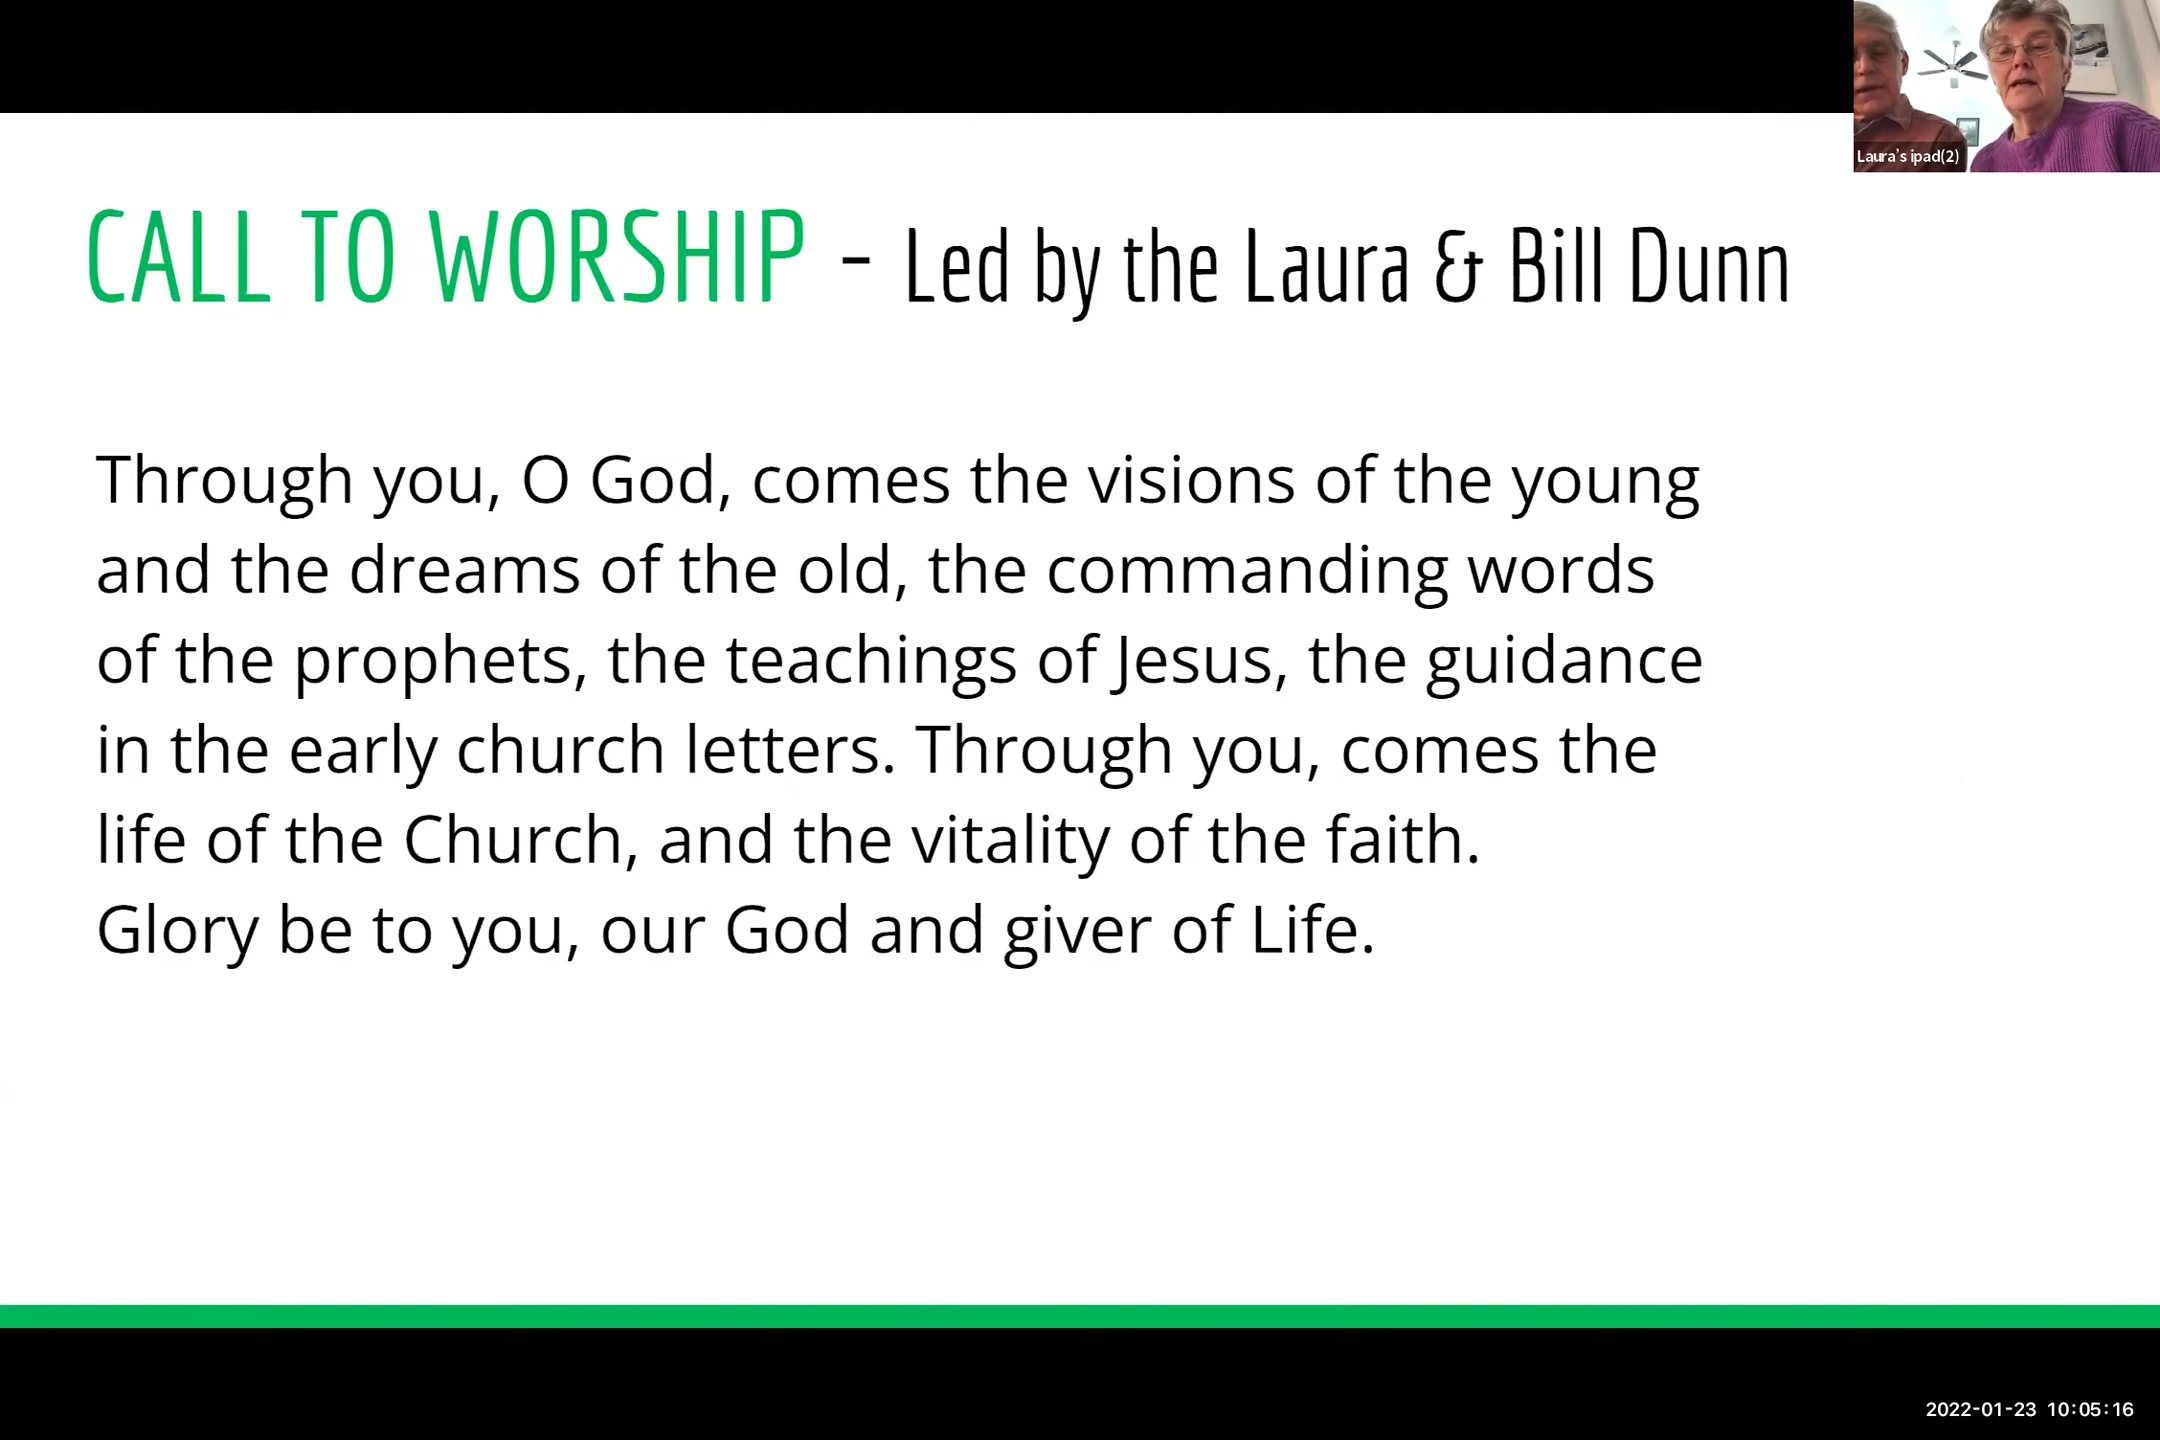 Laura's ipad(2)
CALL TO WORSHIP - Led by the Laura & Bill Dunn
Through you, O God, comes the visions of the young
and the dreams of the old, the commanding words
of the prophets, the teachings of Jesus, the guidance
in the early church letters. Through you, comes the
life of the Church, and the vitality of the faith.
Glory be to you, our God and giver of Life.
2022-01-23 10:05:16